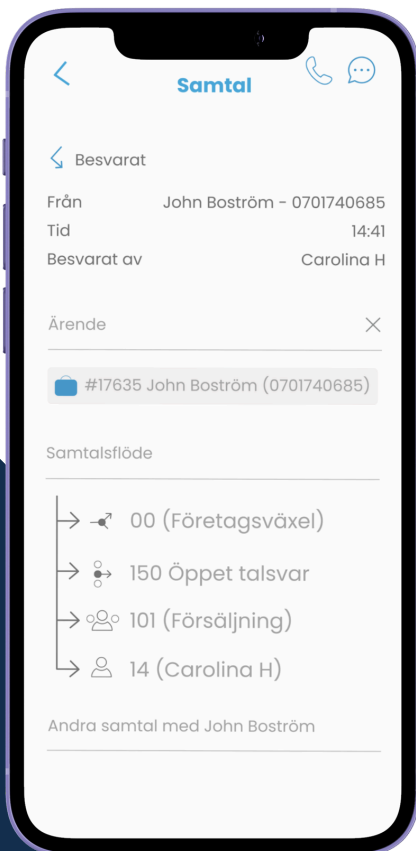 Samtal
Besvarat
Från John Boström - 0701740685
Tid 14:41
Besvarat av Carolina H
Ärende
#17635 John Boström (0701740685)
Samtalsflöde
00 (Företagsväxel)
150 Öppet talsvar
101 (Försäljning)
14 (Carolina H)
Andra samtal med John Boström